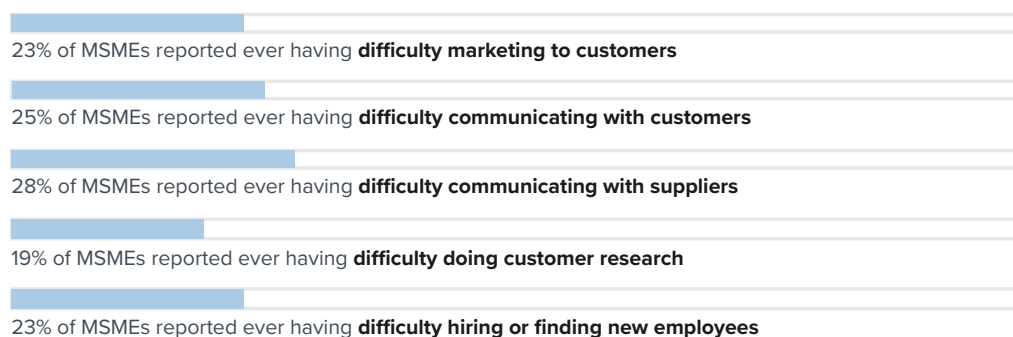 23% of MSMEs reported ever having difficulty marketing to customers
25% of MSMEs reported ever having difficulty communicating with customers
28% of MSMEs reported ever having difficulty communicating with suppliers
19% of MSMEs reported ever having difficulty doing customer research
23% of MSMEs reported ever having difficulty hiring or finding new employees